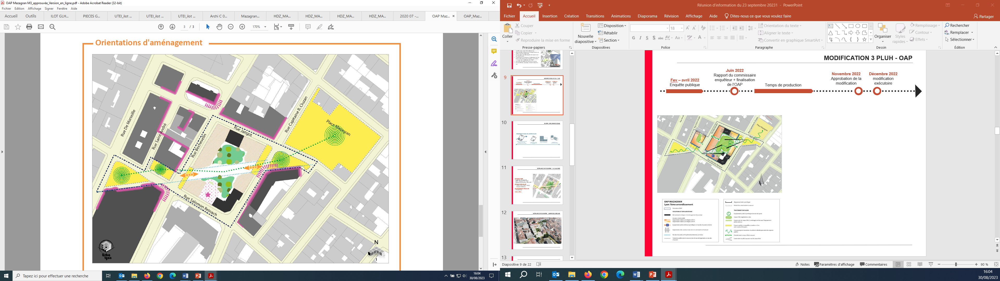 OAP Mazagran M3_approuvée_Version_en_ligne.pdf - Adobe Acrobat Reader (32-bit)
Fichier Edition Affichage Signer Fenêtre Aide
Accueil Outils ILOT GLH... PIECES G... UTEI_ilot ... UTEI_ilot ... UTEI_ilot ... Archi C 0... Mazagran... HDZ_MA... HDZ_MA... HDZ_MA... HDZ_MA... 2020 07 -... OAP Maz... OAP_Maz...
3 / 3 170%
Orientations d'aménagement
Rue De Marseille
Rue Saint-André
Rue Bechevelin
Rue Jangot
Rue Capitaine R. Cluzan
Place Mazagran
Rue Salomon Reinach
Urba
Lyon
N
Tapez ici pour effectuer une recherche
16:04
30/08/2023
Réunion d'information du 23 septembre 20231 - PowerPoint
Fichier Accueil Insertion Création Transitions Animations Diaporama Révision Affichage Aide Dites-nous ce que vous voulez faire
Partager
Coller
Couper
Copier
Reproduire la mise en forme
Presse-papiers
Nouvelle
diapositive
Disposition
Rétablir
Section
Diapositives
18
G I S S abc AV Aa A
Police
Orientation du texte
Aligner le texte
Convertir en graphique SmartArt
Paragraphe
Organiser
Styles
rapides
Remplissage
Contour
Effets
Dessin
Rechercher
Remplacer
Sélectionner
Édition
9
10
11
12
13
MODIFICATION 3 PLUH - OAP
Fev – avril 2022
Enquête publique
Juin 2022
Rapport du commissaire
enquêteur + finalisation
de l'OAP
Temps de production
Novembre 2022
Approbation de la
modification
Décembre 2022
modification
exécutoire
OAP MAZAGRAN
Lyon 7ème arrondissement
VOCATIONS ET IMPLANTATIONS
TRAITEMENT PAYSAGER
Diapositive 9 de 22
Notes Paramètres d'affichage Commentaires
90 %
16:04
30/08/2023